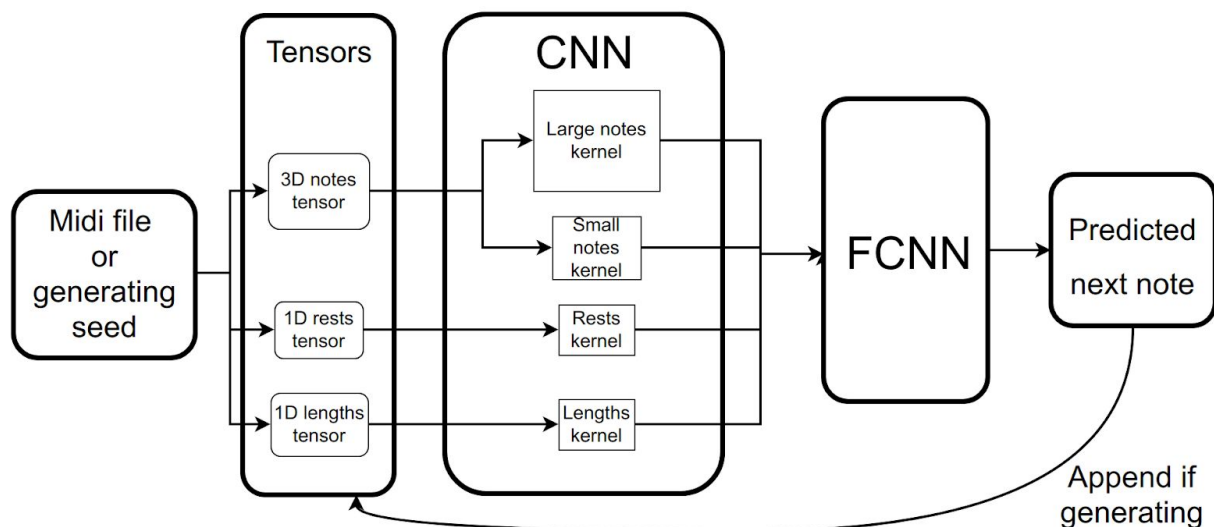 Midi file
or
generating
seed
Tensors
3D notes
tensor
1D rests
tensor
1D lengths
tensor
CNN
Large notes
kernel
Small
notes
kernel
Rests
kernel
Lengths
kernel
FCNN
Predicted
next note
Append if
generating